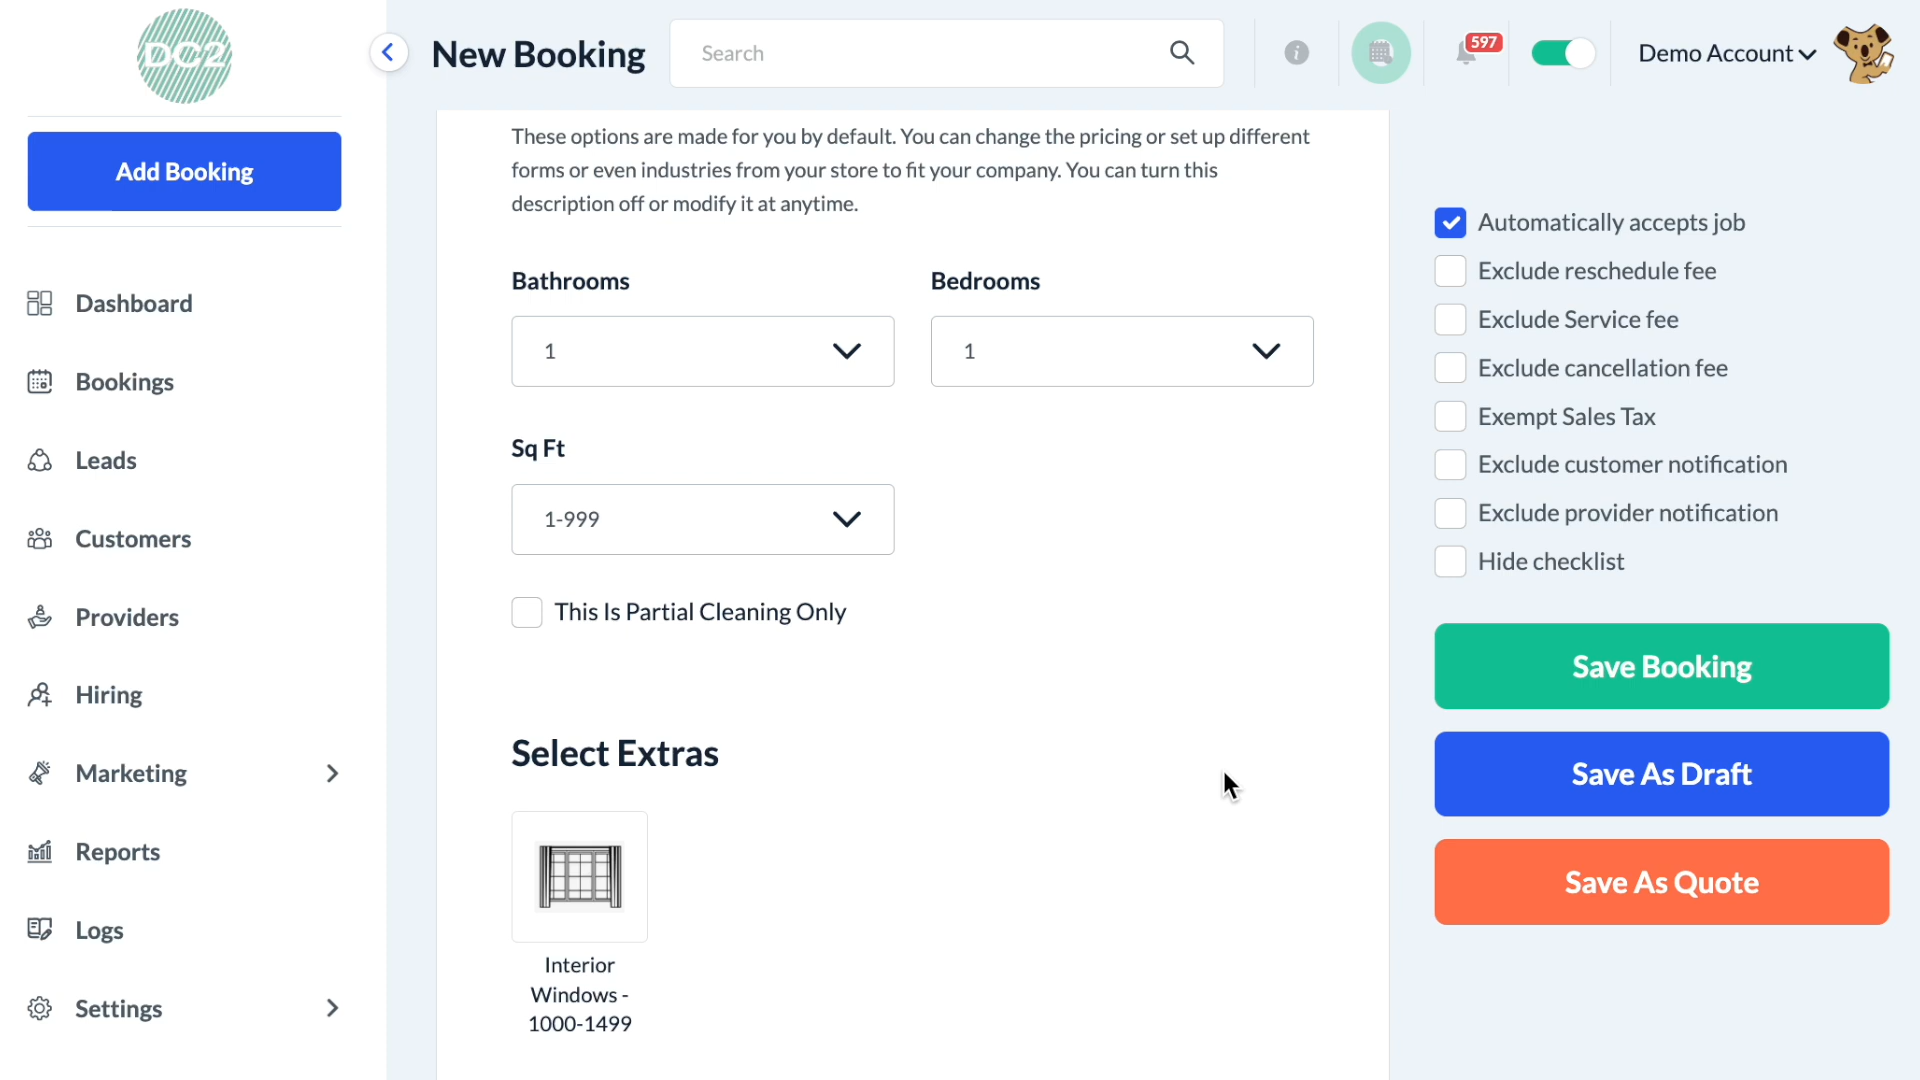 DC2
New Booking
Search
597
Demo Account
Add Booking
Dashboard
Bookings
Leads
Customers
Providers
Hiring
Marketing
Reports
Logs
Settings
These options are made for you by default. You can change the pricing or set up different
forms or even industries from your store to fit your company. You can turn this
description off or modify it at anytime.
Bathrooms
Bedrooms
1
1
Sq Ft
1-999
This Is Partial Cleaning Only
Select Extras
Interior
Windows -
1000-1499
Automatically accepts job
Exclude reschedule fee
Exclude Service fee
Exclude cancellation fee
Exempt Sales Tax
Exclude customer notification
Exclude provider notification
Hide checklist
Save Booking
Save As Draft
Save As Quote